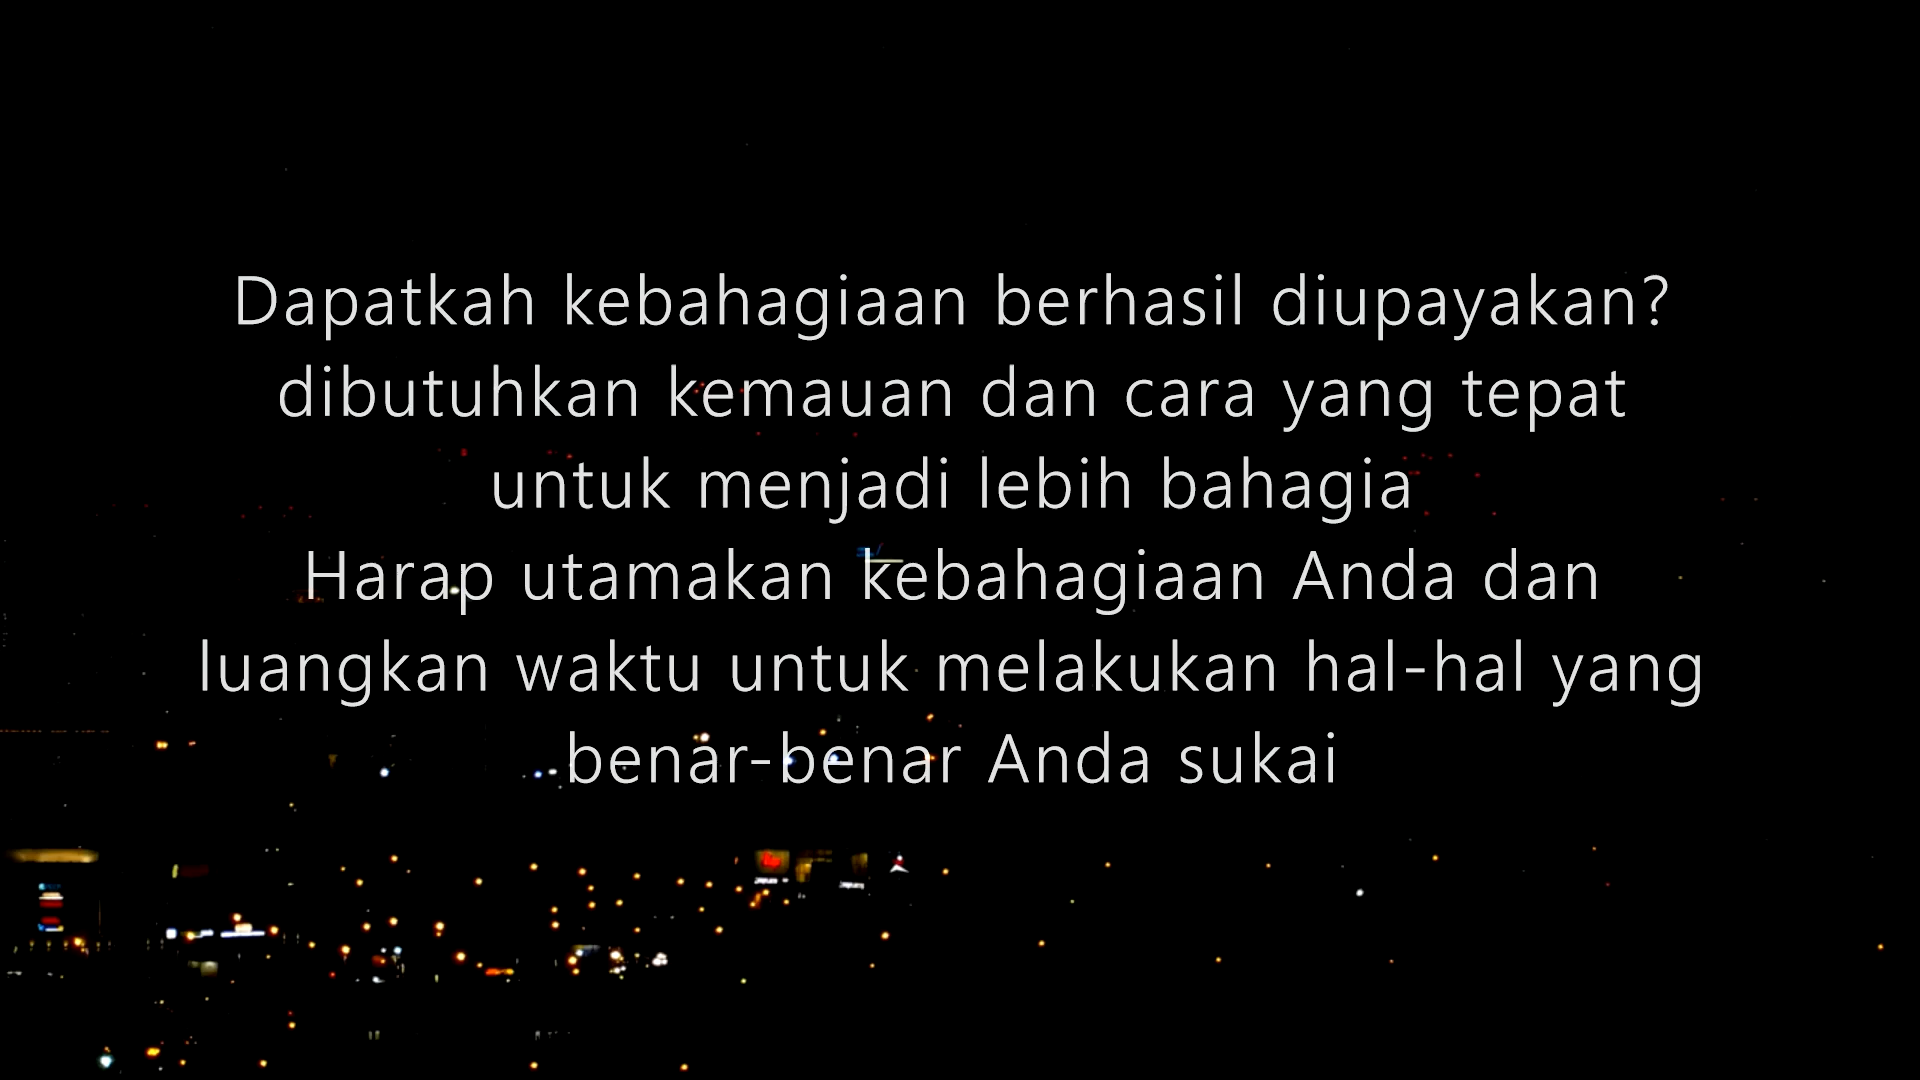 Dapatkah kebahagiaan berhasil diupayakan?
dibutuhkan kemauan dan cara yang tepat
untuk menjadi lebih bahagia
Harap utamakan kebahagiaan Anda dan
luangkan waktu untuk melakukan hal-hal yang
benar-benar Anda sukai